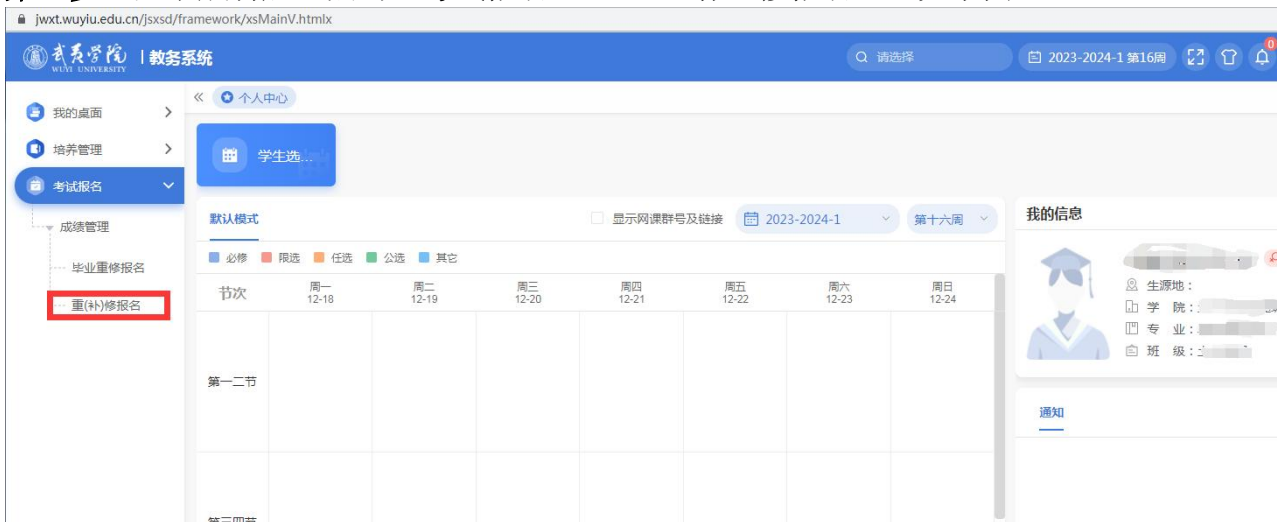 jwxt.wuyiu.edu.cn/jsxsd/framework/xsMainV.htmlx
武夷学院 | 教务系统
WUYI UNIVERSITY
请选择
2023-2024-1 第16周
0
我的桌面
培养管理
考试报名
成绩管理
毕业重修报名
重(补)修报名
个人中心
学生选...
默认模式
显示网课群号及链接
2023-2024-1
第十六周
必修 限选 任选 公选 其它
节次 周一 周二 周三 周四 周五 周六 周日
12-18 12-19 12-20 12-21 12-22 12-23 12-24
第一二节
第三四节
我的信息
生源地：
学 院：
专 业：
班 级：
通知